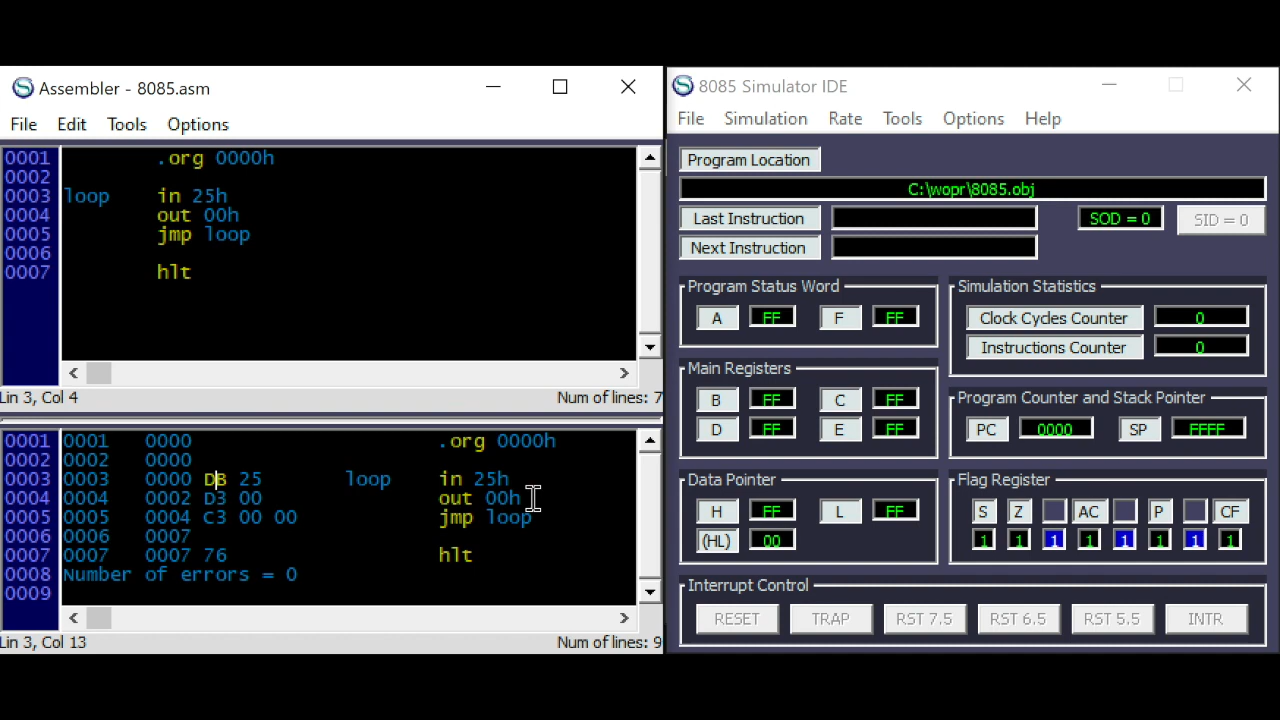 Assembler - 8085.asm
File Edit Tools Options
0001 .org 0000h
0002
0003 loop in 25h
0004 out 00h
0005 jmp loop
0006
0007 hlt
Lin 3, Col 4 Num of lines: 7
0001 0001 0000 .org 0000h
0002 0002 0000
0003 0003 0000 DB 25 loop in 25h
0004 0004 0002 D3 00 out 00h
0005 0005 0004 C3 00 00 jmp loop
0006 0006 0007
0007 0007 0007 76 hlt
0008 Number of errors = 0
0009
Lin 3, Col 13 Num of lines: 9
8085 Simulator IDE
File Simulation Rate Tools Options Help
Program Location
C:\wopr\8085.obj
Last Instruction SOD = 0 SID = 0
Next Instruction
Program Status Word
A FF F FF
Simulation Statistics
Clock Cycles Counter 0
Instructions Counter 0
Main Registers
B FF C FF
D FF E FF
Program Counter and Stack Pointer
PC 0000 SP FFFF
Data Pointer
H FF L FF
(HL) 00
Flag Register
S Z AC P CF
1 1 1 1 1 1 1 1
Interrupt Control
RESET TRAP RST 7.5 RST 6.5 RST 5.5 INTR